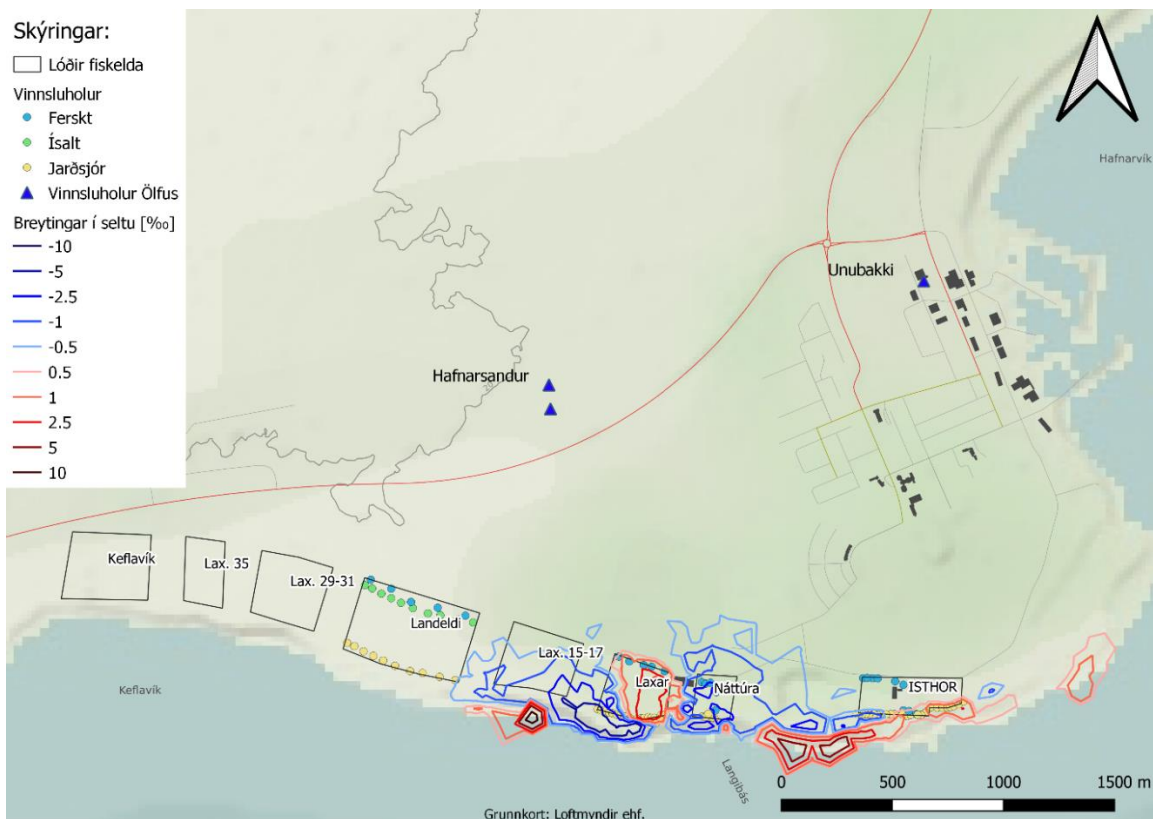 Skýringar:
Lóðir fiskelda
Vinnsluholur
Ferskt
Ísalt
Jarðsjór
Vinnsluholur Ölfus
Breytingar í seltu [‰]
-10
-5
-2.5
-1
-0.5
0.5
1
2.5
5
10
Hafnarvík
Unubakki
Hafnarsandur
20
Keflavík
Lax. 35
Lax. 29-31
Landeldi
Lax. 15-17
Laxar
Náttúra
ISTHOR
Keflavík
Langibás
0 500 1000 1500 m
Grunnkort: Loftmyndir ehf.